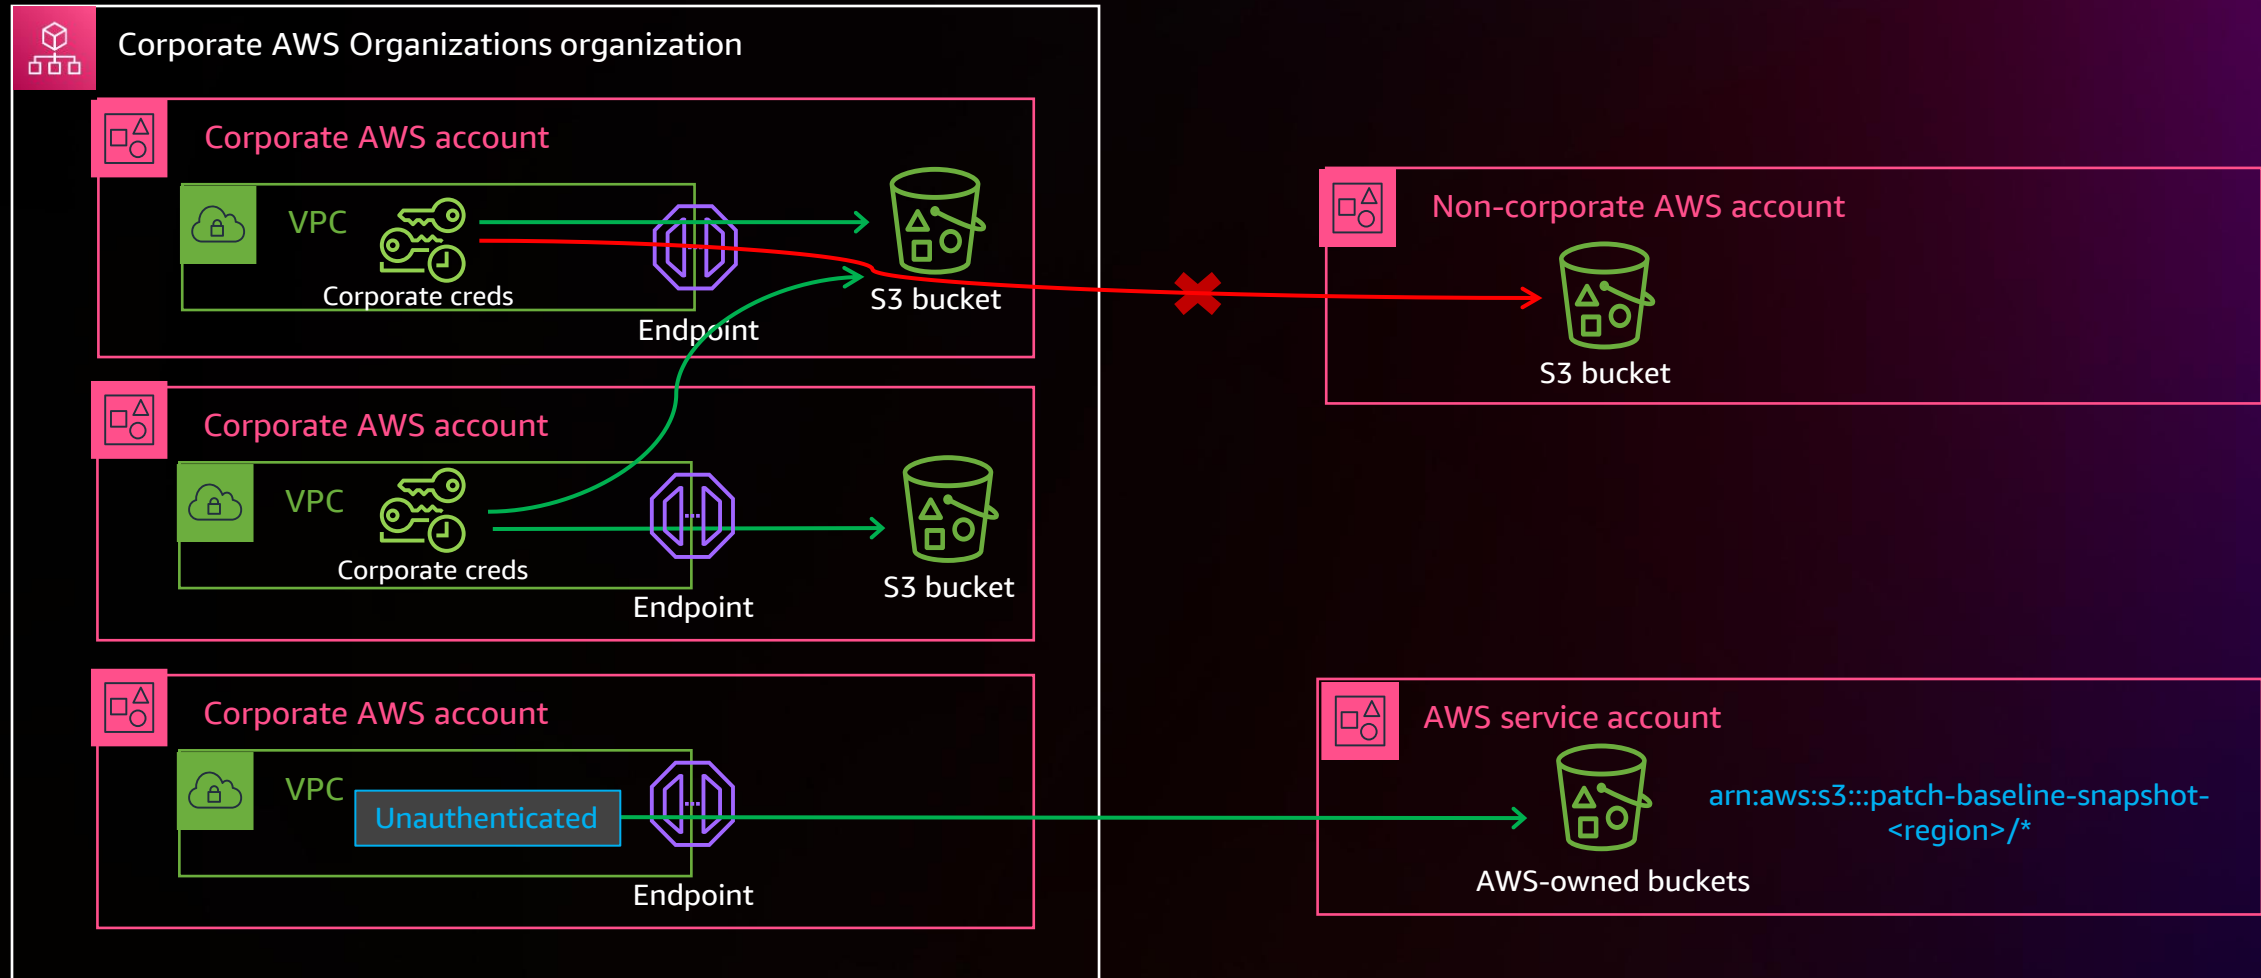 Corporate AWS Organizations organization
Corporate AWS account
VPC
Corporate creds
Endpoint
S3 bucket
Non-corporate AWS account
S3 bucket
Corporate AWS account
VPC
Corporate creds
Endpoint
S3 bucket
Corporate AWS account
VPC
Unauthenticated
Endpoint
AWS service account
arn:aws:s3:::patch-baseline-snapshot-
<region>/*
AWS-owned buckets